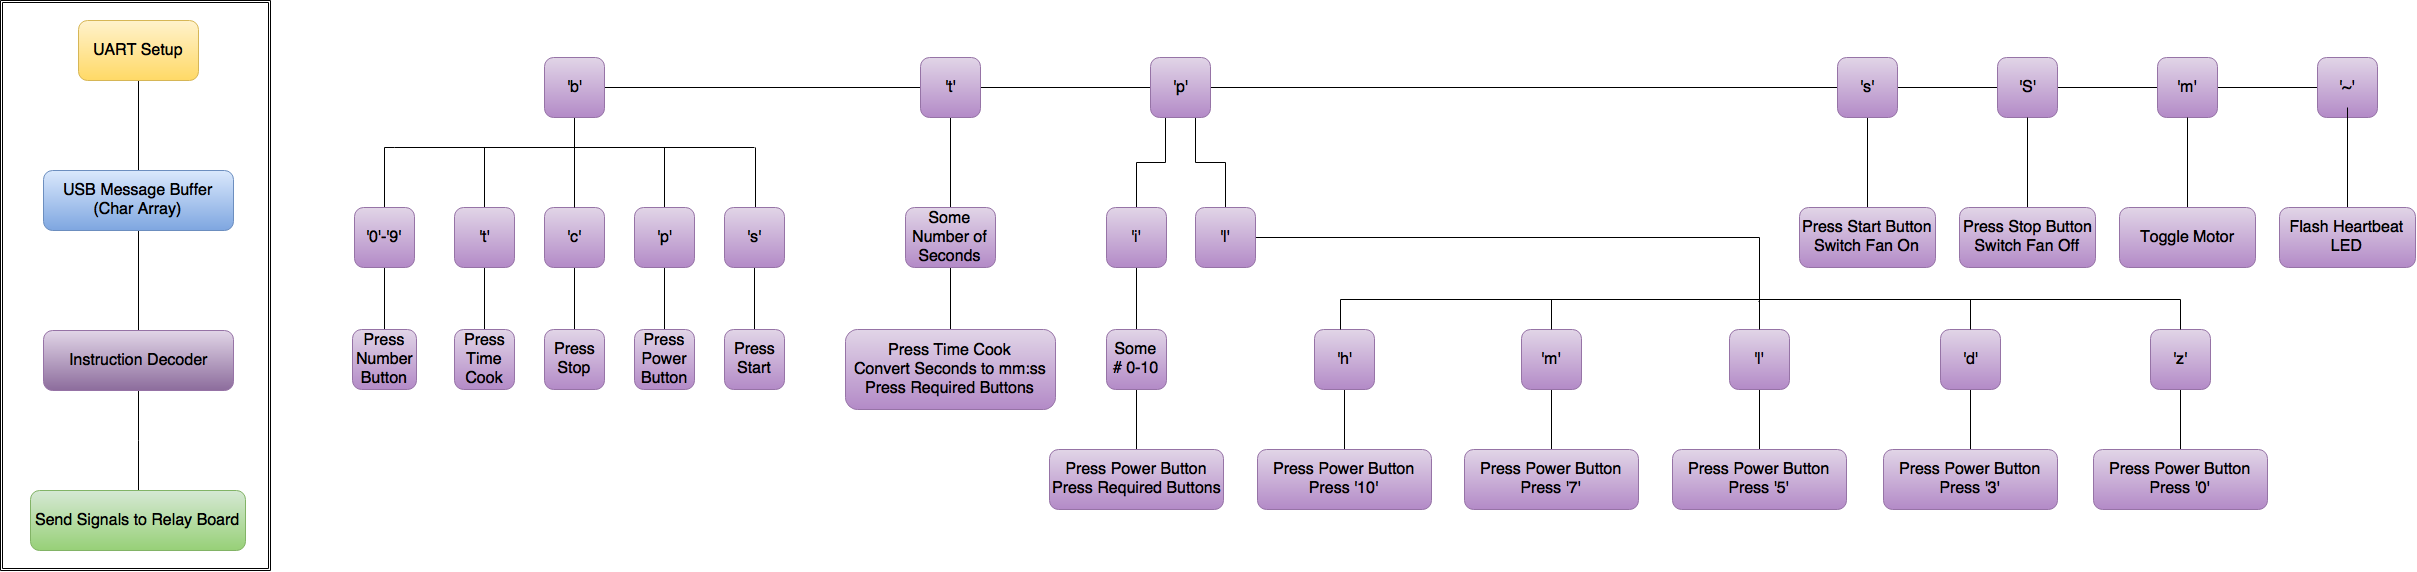 UART Setup
USB Message Buffer
(Char Array)
Instruction Decoder
Send Signals to Relay Board
'b'
't'
'p'
's'
'S'
'm'
'~'
'0'-'9'
't'
'c'
'p'
's'
Some
Number of
Seconds
'i'
'l'
Press Start Button
Switch Fan On
Press Stop Button
Switch Fan Off
Toggle Motor
Flash Heartbeat
LED
Press
Number
Button
Press
Time
Cook
Press
Stop
Press
Power
Button
Press
Start
Press Time Cook
Convert Seconds to mm:ss
Press Required Buttons
Some
# 0-10
'h'
'm'
'l'
'd'
'z'
Press Power Button
Press Required Buttons
Press Power Button
Press '10'
Press Power Button
Press '7'
Press Power Button
Press '5'
Press Power Button
Press '3'
Press Power Button
Press '0'